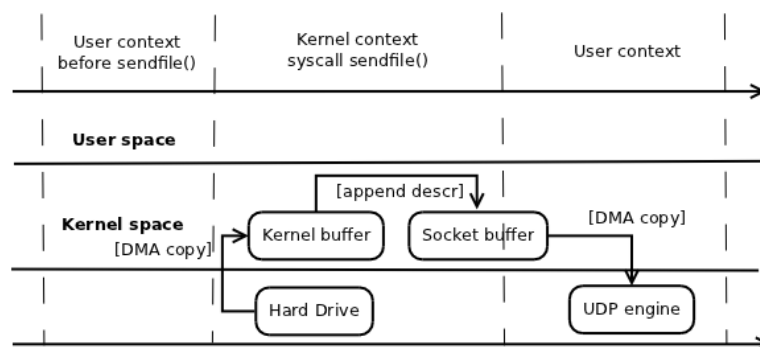 User context
before sendfile()
Kernel context
syscall sendfile()
User context
User space
[append descr]
Kernel space
[DMA copy]
Kernel buffer
Socket buffer
[DMA copy]
Hard Drive
UDP engine